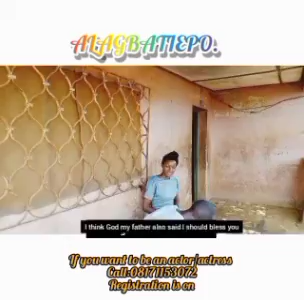 ALAGBATIEPO.
I think God my father also said I should bless you
If you want to be an actor/actress
Call:08171153072
Registration is on